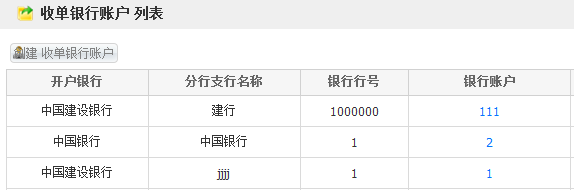 收单银行账户 列表
创建 收单银行账户
开户银行 分行支行名称 银行行号 银行账户
中国建设银行 建行 1000000 111
中国银行 中国银行 1 2
中国建设银行 jjjj 1 1